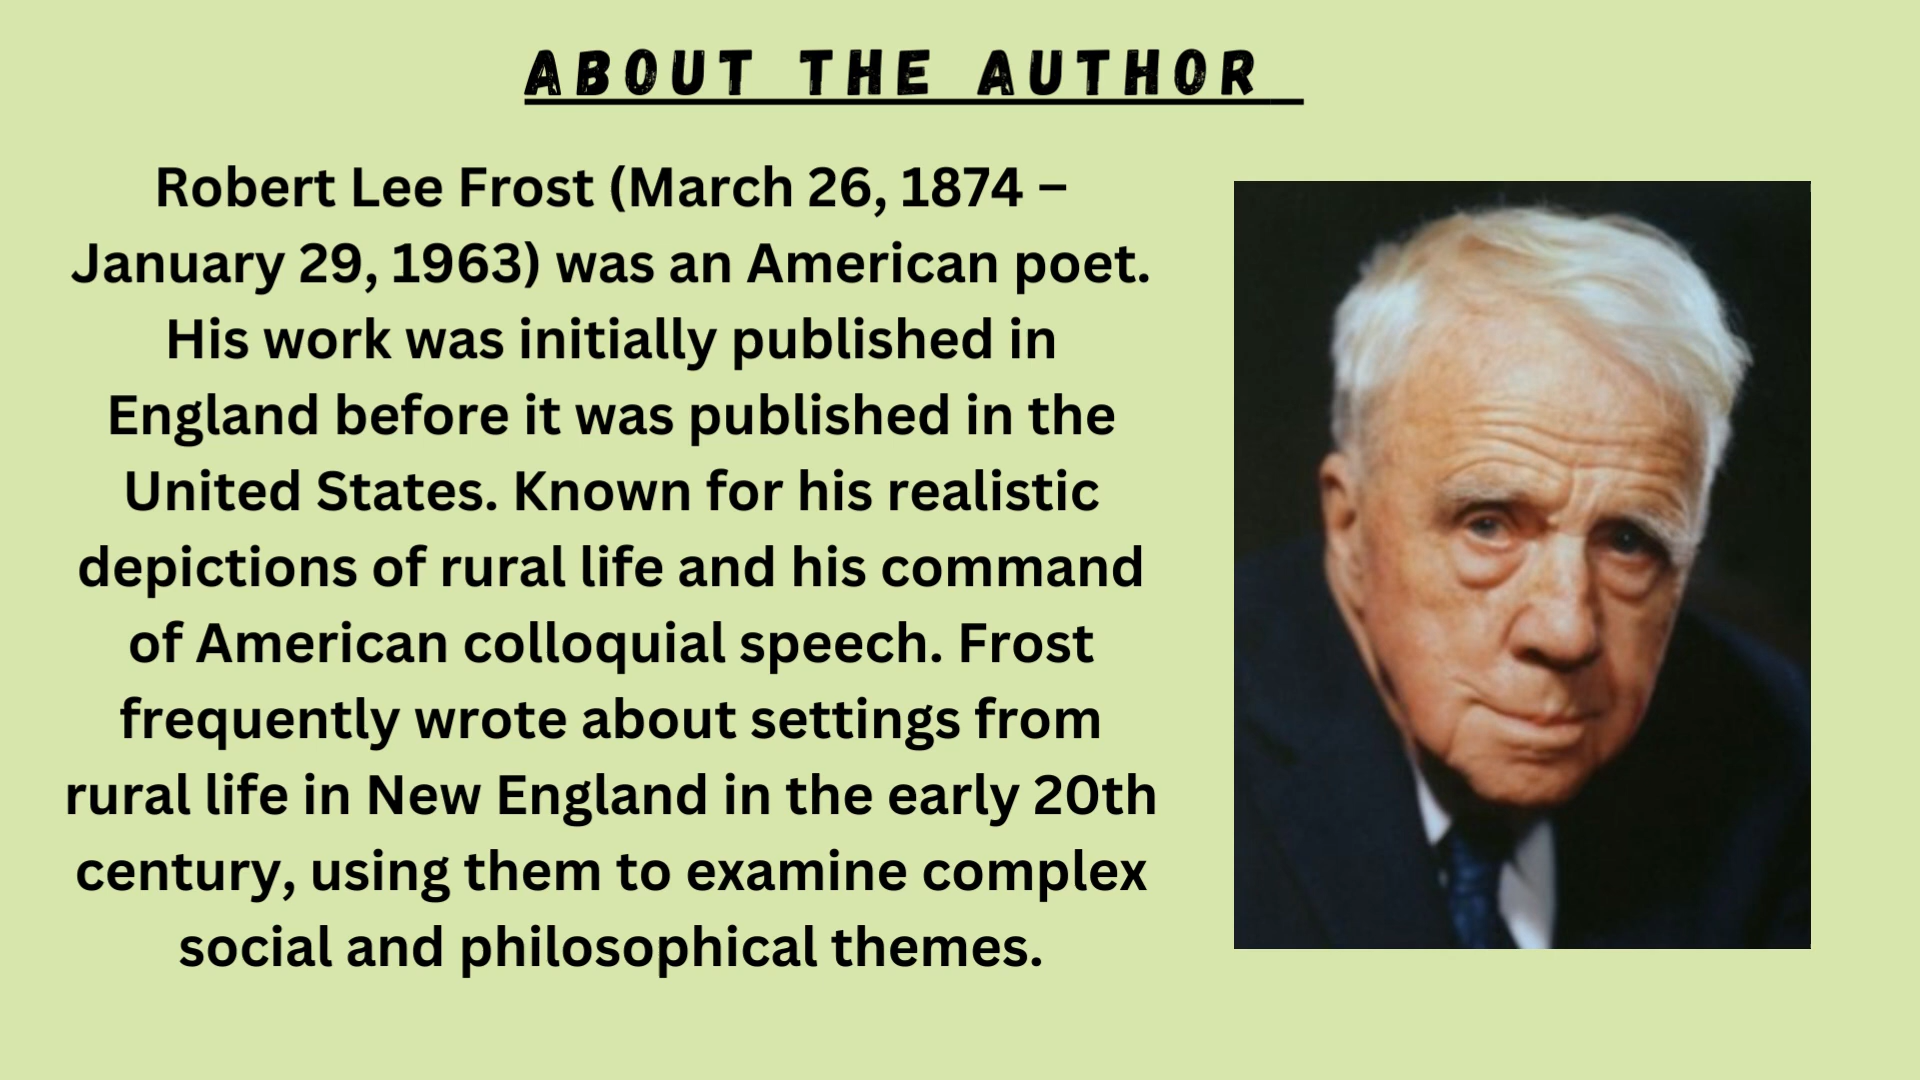 ABOUT THE AUTHOR
Robert Lee Frost (March 26, 1874 –
January 29, 1963) was an American poet.
His work was initially published in
England before it was published in the
United States. Known for his realistic
depictions of rural life and his command
of American colloquial speech. Frost
frequently wrote about settings from
rural life in New England in the early 20th
century, using them to examine complex
social and philosophical themes.